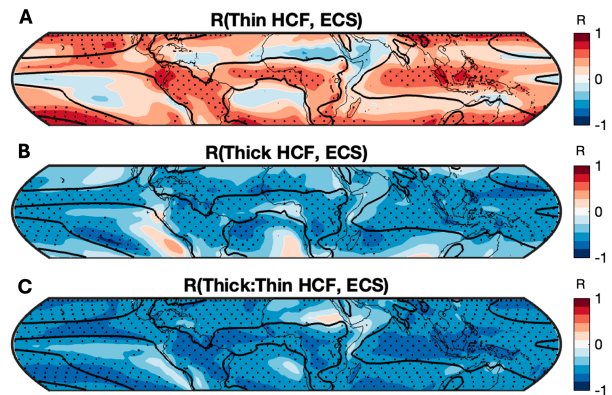 A
R(Thin HCF, ECS)
R
1
0
-1
B
R(Thick HCF, ECS)
R
1
0
-1
C
R(Thick:Thin HCF, ECS)
R
1
0
-1